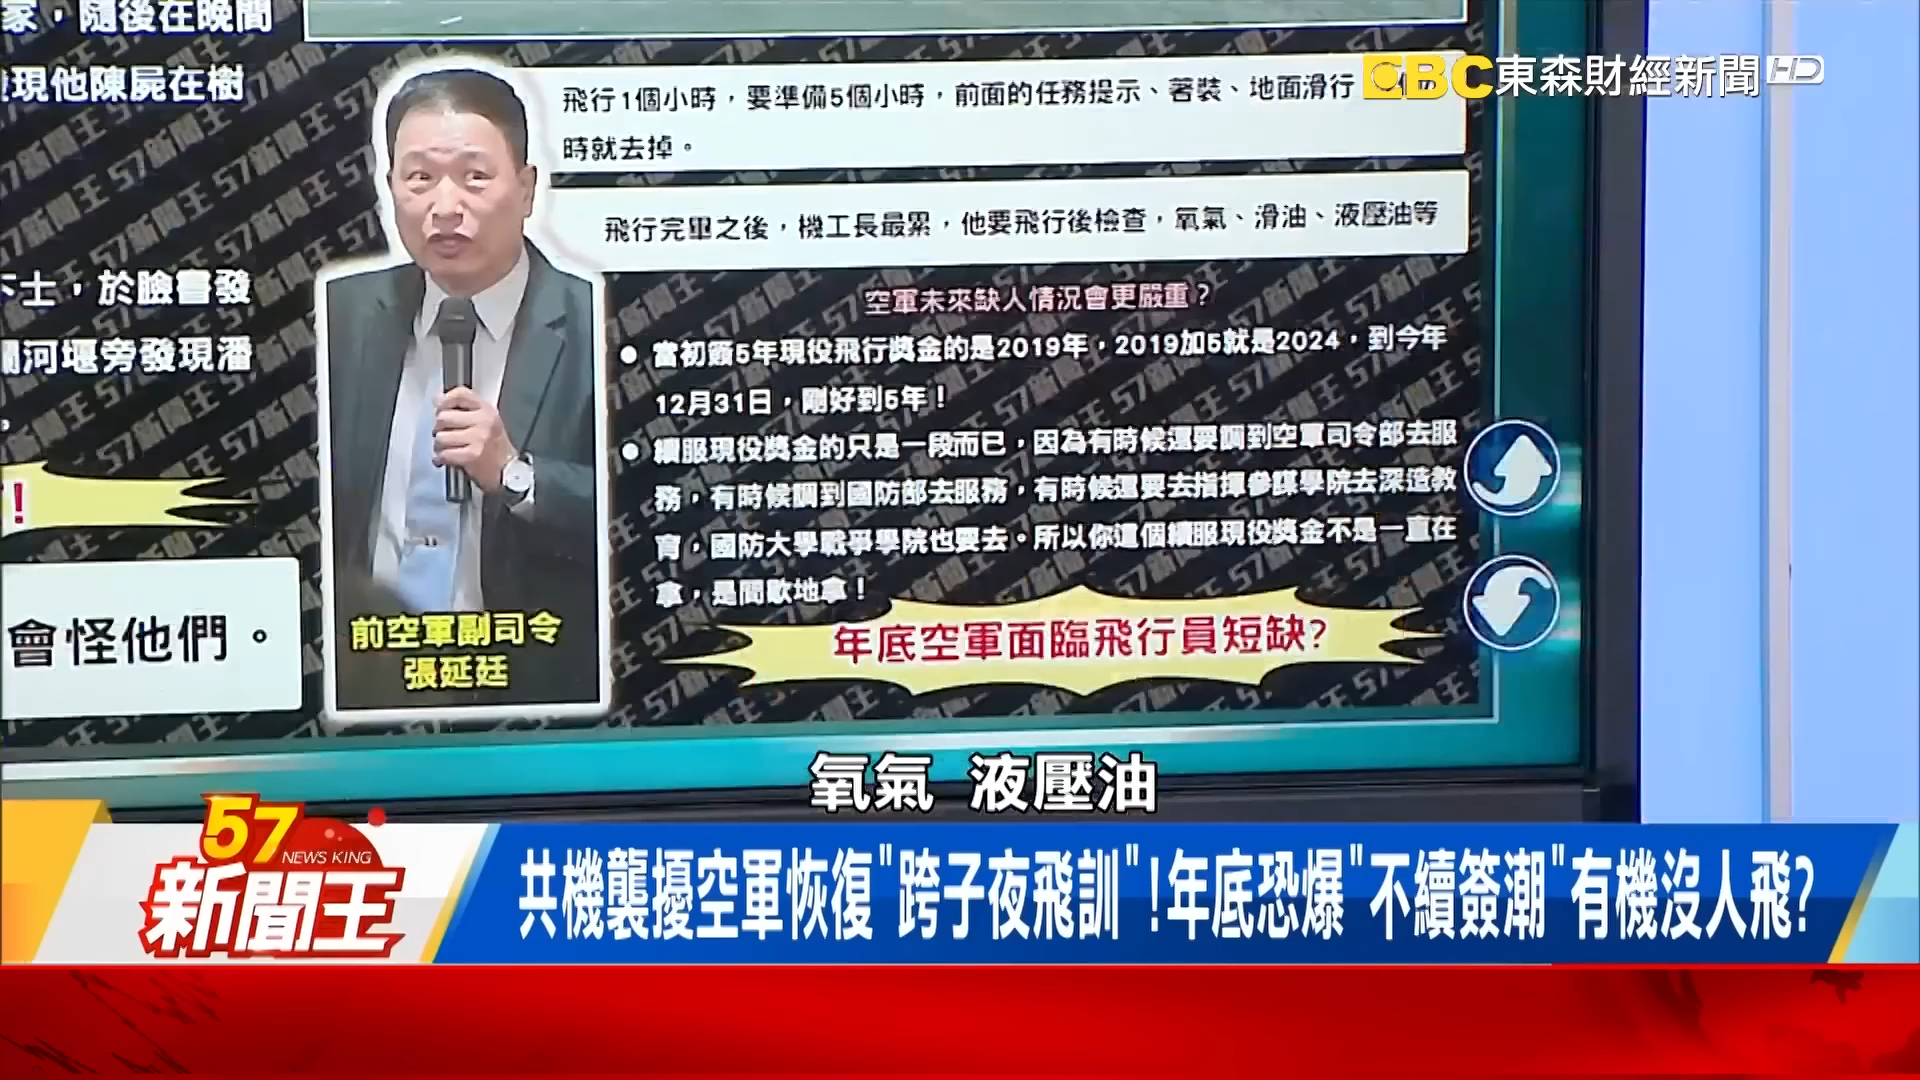 家，隨後在晚間
現他陳屍在樹
下士，於臉書發
河堰旁發現潘
!
會怪他們。
EBC東森財經新聞HD
飛行1個小時，要準備5個小時，前面的任務提示、著裝、地面滑行
時就去掉。
飛行完畢之後，機工長最累，他要飛行後檢查，氧氣、滑油、液壓油等
空軍未來缺人情況會更嚴重？
當初簽5年現役飛行獎金的是2019年，2019加5就是2024，到今年
12月31日，剛好到5年！
續服現役獎金的只是一段而已，因為有時候還要調到空軍司令部去服
務，有時候調到國防部去服務，有時候還要去指揮參謀學院去深造教
育，國防大學戰爭學院也要去。所以你這個續服現役獎金不是一直在
拿，是間歇地拿！
前空軍副司令
張延廷
年底空軍面臨飛行員短缺?
氧氣 液壓油
57
NEWS KING
新聞王
共機襲擾空軍恢復"跨子夜飛訓"!年底恐爆"不續簽潮"有機沒人飛?